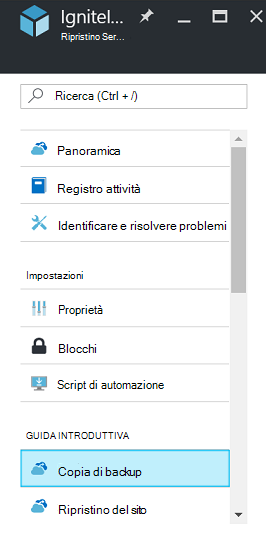 Ignitel...
Ripristino Ser...
Ricerca (Ctrl + /)
Panoramica
Registro attività
Identificare e risolvere problemi
Impostazioni
Proprietà
Blocchi
Script di automazione
GUIDA INTRODUTTIVA
Copia di backup
Ripristino del sito